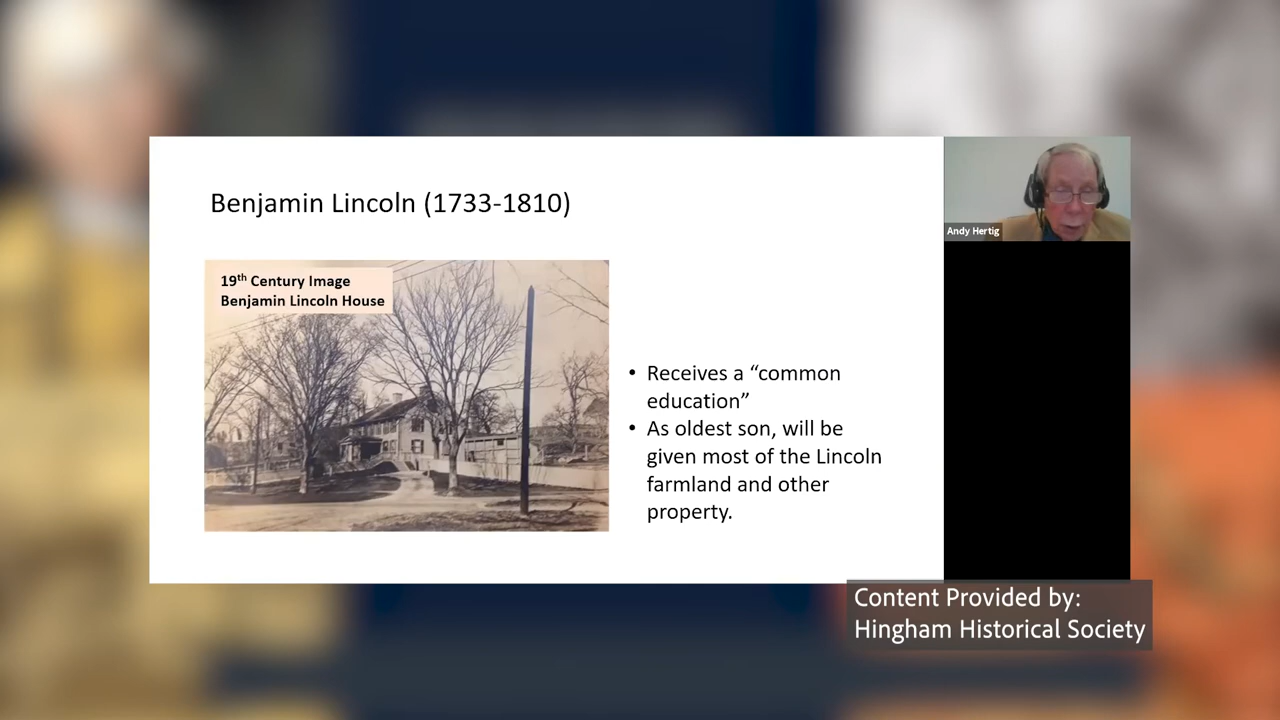 Benjamin Lincoln (1733-1810)
19th Century Image
Benjamin Lincoln House
• Receives a “common
education”
• As oldest son, will be
given most of the Lincoln
farmland and other
property.
Andy Hertig
Content Provided by:
Hingham Historical Society